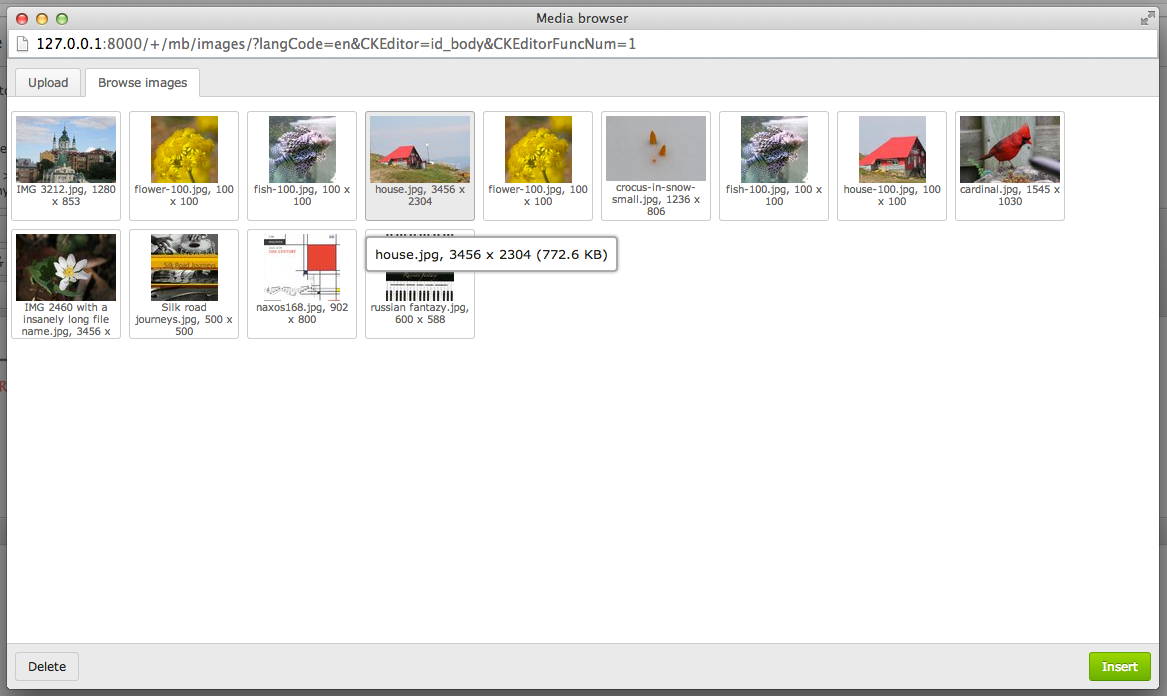 Media browser
127.0.0.1:8000/+/mb/images/?langCode=en&CKEditor=id_body&CKEditorFuncNum=1
Upload
Browse images
IMG 3212.jpg, 1280
x 853
flower-100.jpg, 100
x 100
fish-100.jpg, 100 x
100
house.jpg, 3456 x
2304
flower-100.jpg, 100
x 100
crocus-in-snow-
small.jpg, 1236 x
806
fish-100.jpg, 100 x
100
house-100.jpg, 100
x 100
cardinal.jpg, 1545 x
1030
IMG 2460 with a
insanely long file
name.jpg, 3456 x
Silk Road Journeys
Silk road
journeys.jpg, 500 x
500
naxos168.jpg, 902
x 800
house.jpg, 3456 x 2304 (772.6 KB)
Russian fantasy
russian fantazy.jpg,
600 x 588
Delete
Insert